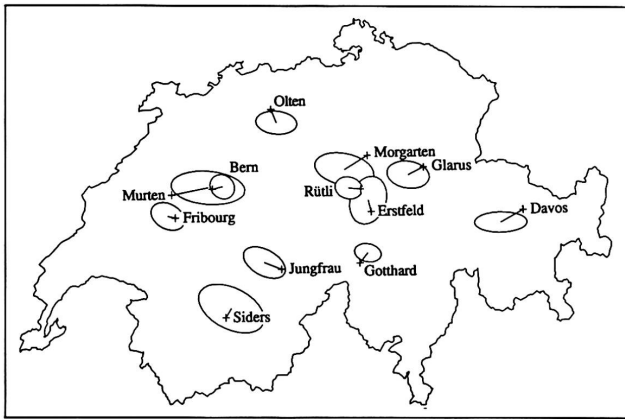 Olten
Morgarten
Bern
Glarus
Murten
Rütli
Fribourg
Erstfeld
Davos
Jungfrau
Gotthard
Siders